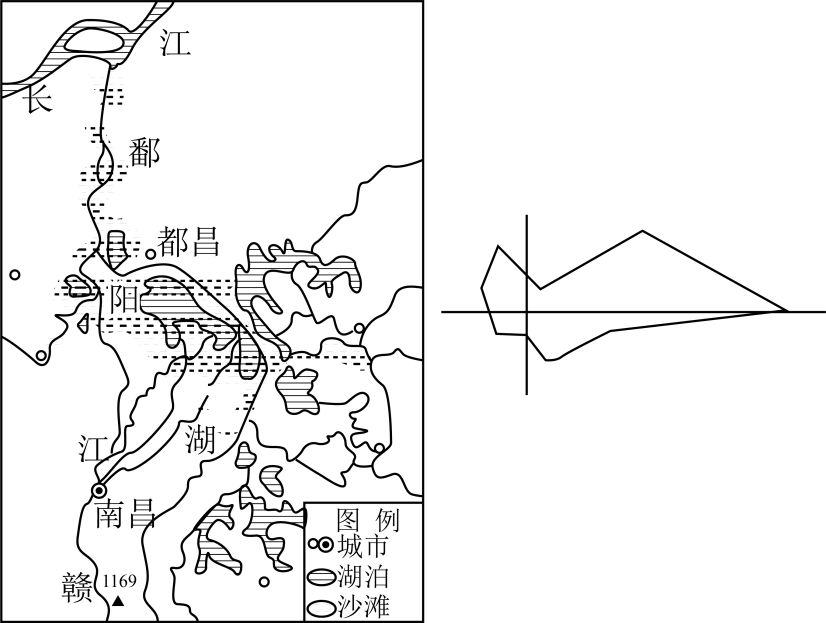 江
长
鄱
都昌
阳
湖
江
南昌
赣
1169
图 例
城市
湖泊
沙滩